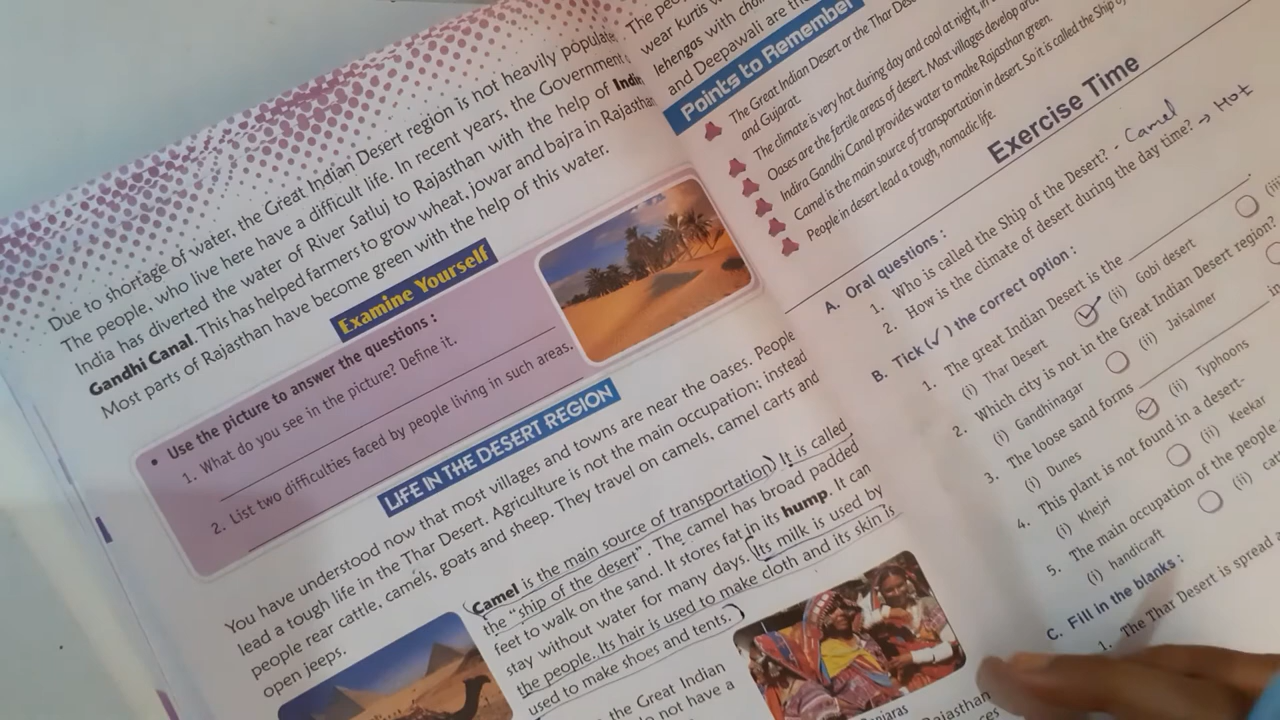 Due to shortage of water, the Great Indian Desert region is not heavily
The people, who live here have a difficult life. In recent years, the Government
India has diverted the water of River Satluj to Rajasthan with the help of
Gandhi Canal. This has helped farmers to grow wheat, jowar and bajra in Rajasthan
Most parts of Rajasthan have become green with the help of this water.
Examine Yourself
• Use the picture to answer the questions :
1. What do you see in the picture? Define it.
2. List two difficulties faced by people living in such areas.
LIFE IN THE DESERT REGION
You have understood now that most villages and towns are near the oases. People
lead a tough life in the Thar Desert. Agriculture is not the main occupation: Instead
people rear cattle, camels, goats and sheep. They travel on camels, camel carts and
open jeeps.
Camel is the main source of transportation) It is called
the "ship of the desert". The camel has broad padded
feet to walk on the sand. It stores fat in its hump. It can
stay without water for many days. (Its milk is used by
the people. Its hair is used to make cloth and its skin is
used to make shoes and tents.)
the Great Indian
not have a
The
wear kurtis
lehengas with
and Deepawali are
Points to Remember
The Great Indian Desert or the Thar
and Gujarat.
The climate is very hot during day and cool at night, in
Oases are the fertile areas of desert. Most villages develop
Indira Gandhi Canal provides water to make Rajasthan green.
Camel is the main source of transportation in desert. So it is called the Ship of
People in desert lead a tough, nomadic life.
Exercise Time
A. Oral questions :
1. Who is called the Ship of the Desert? - Camel
2. How is the climate of desert during the day time? → Hot
B. Tick (✓) the correct option :
1. The great Indian Desert is the
(i) Thar Desert (ii) Gobi desert
2. Which city is not in the Great Indian Desert region?
(i) Gandhinagar (ii) Jaisalmer
3. The loose sand forms in
(i) Dunes (ii) Typhoons
4. This plant is not found in a desert-
(i) Khejri (ii) Keekar
5. The main occupation of the people
(i) handicraft (ii)
C. Fill in the blanks :
1. The Thar Desert is spread
Rajasthan